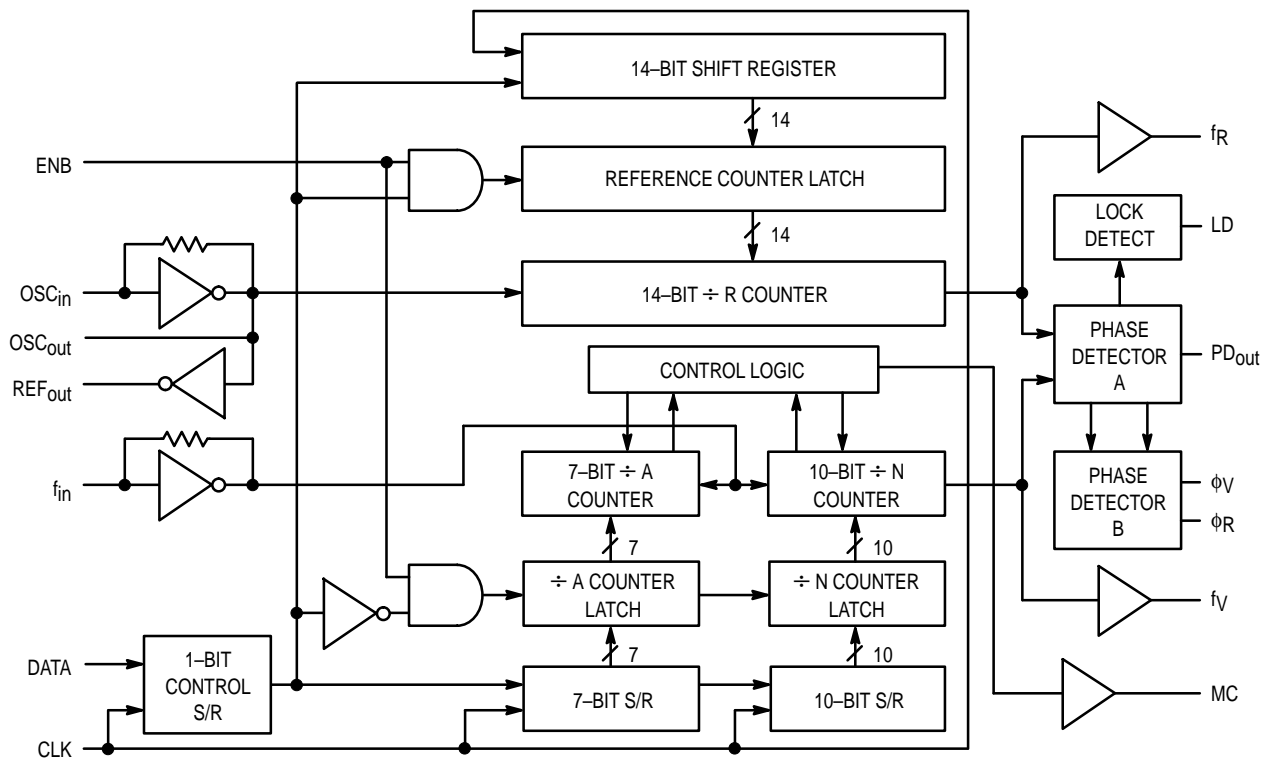 14–BIT SHIFT REGISTER
14
ENB
REFERENCE COUNTER LATCH
fR
14
LOCK
DETECT
LD
OSCin
14–BIT ÷ R COUNTER
OSCout
REFout
CONTROL LOGIC
PHASE
DETECTOR
A
PDout
fin
7–BIT ÷ A
COUNTER
10–BIT ÷ N
COUNTER
PHASE
DETECTOR
B
ϕV
ϕR
7
10
÷ A COUNTER
LATCH
÷ N COUNTER
LATCH
fV
7
10
DATA
1–BIT
CONTROL
S/R
7–BIT S/R
10–BIT S/R
MC
CLK